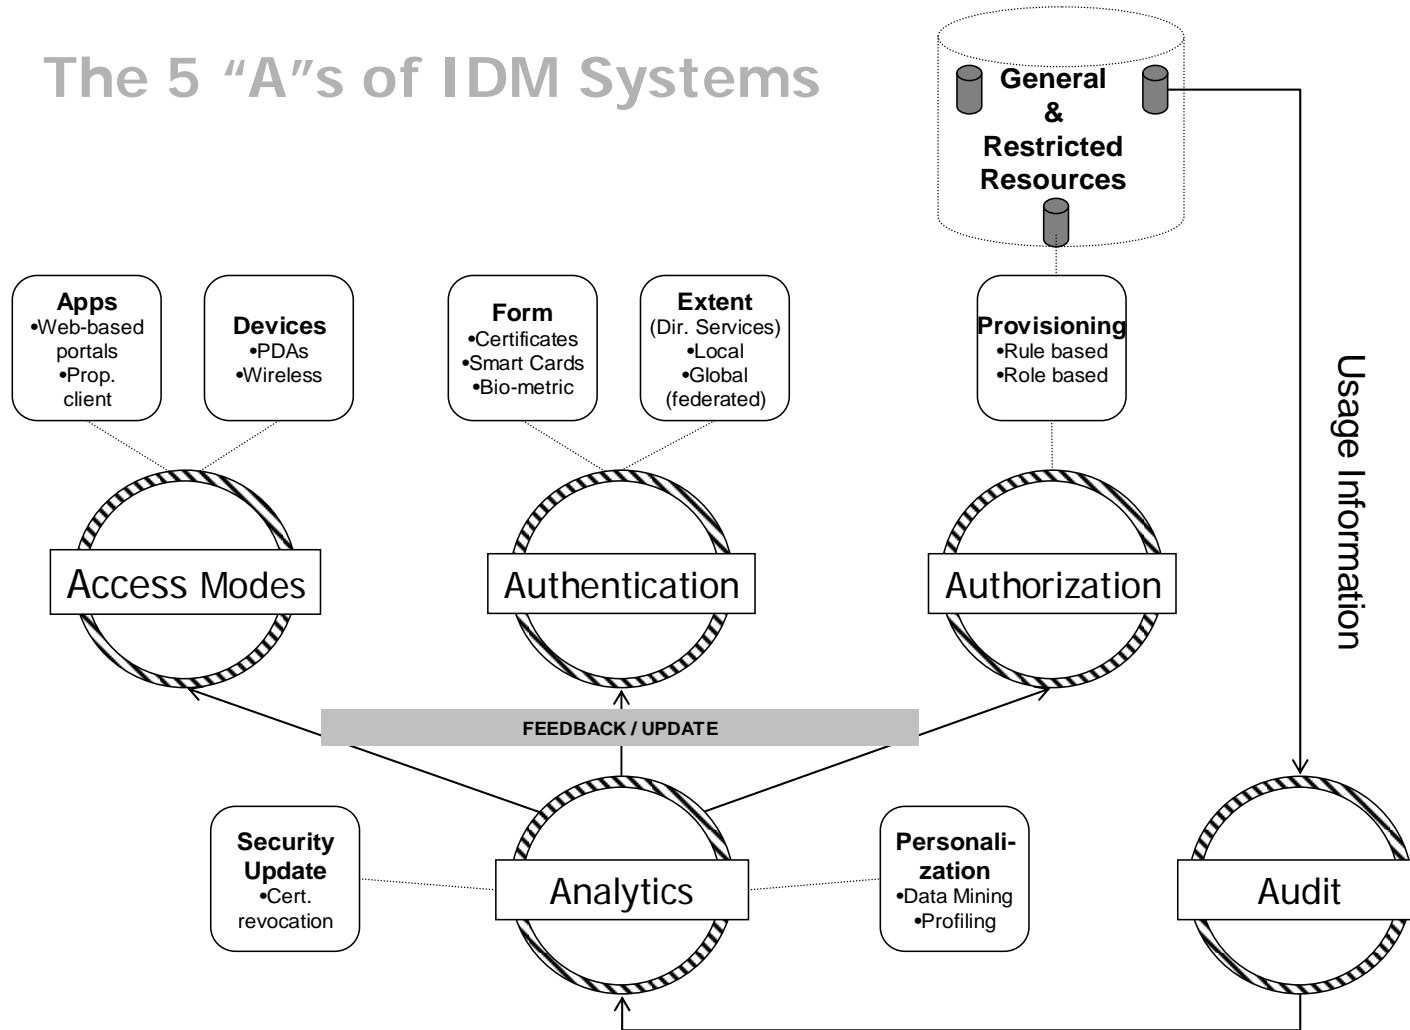 The 5 “A”s of IDM Systems
General
&
Restricted
Resources
Apps
•Web-based
portals
•Prop.
client
Devices
•PDAs
•Wireless
Form
•Certificates
•Smart Cards
•Bio-metric
Extent
(Dir. Services)
•Local
•Global
(federated)
Provisioning
•Rule based
•Role based
Usage Information
Access Modes
Authentication
Authorization
FEEDBACK / UPDATE
Security
Update
•Cert.
revocation
Analytics
Personali-
zation
•Data Mining
•Profiling
Audit